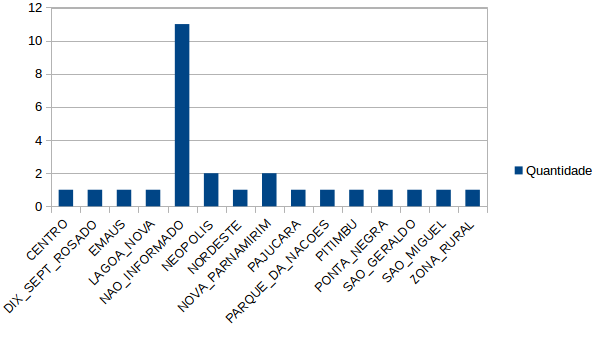 12
10
8
6
4
2
0
Quantidade
CENTRO
DIX_SEPT_ROSADO
EMAUS
LAGOA_NOVA
NAO_INFORMADO
NEOPOLIS
NORDESTE
NOVA_PARNAMIRIM
PAJUCARA
PARQUE_DA_NACOES
PITIMBU
PONTA_NEGRA
SAO_GERALDO
SAO_MIGUEL
ZONA_RURAL